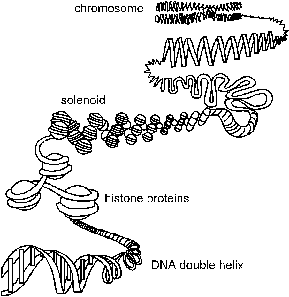 chromosome
solenoid
histone proteins
DNA double helix